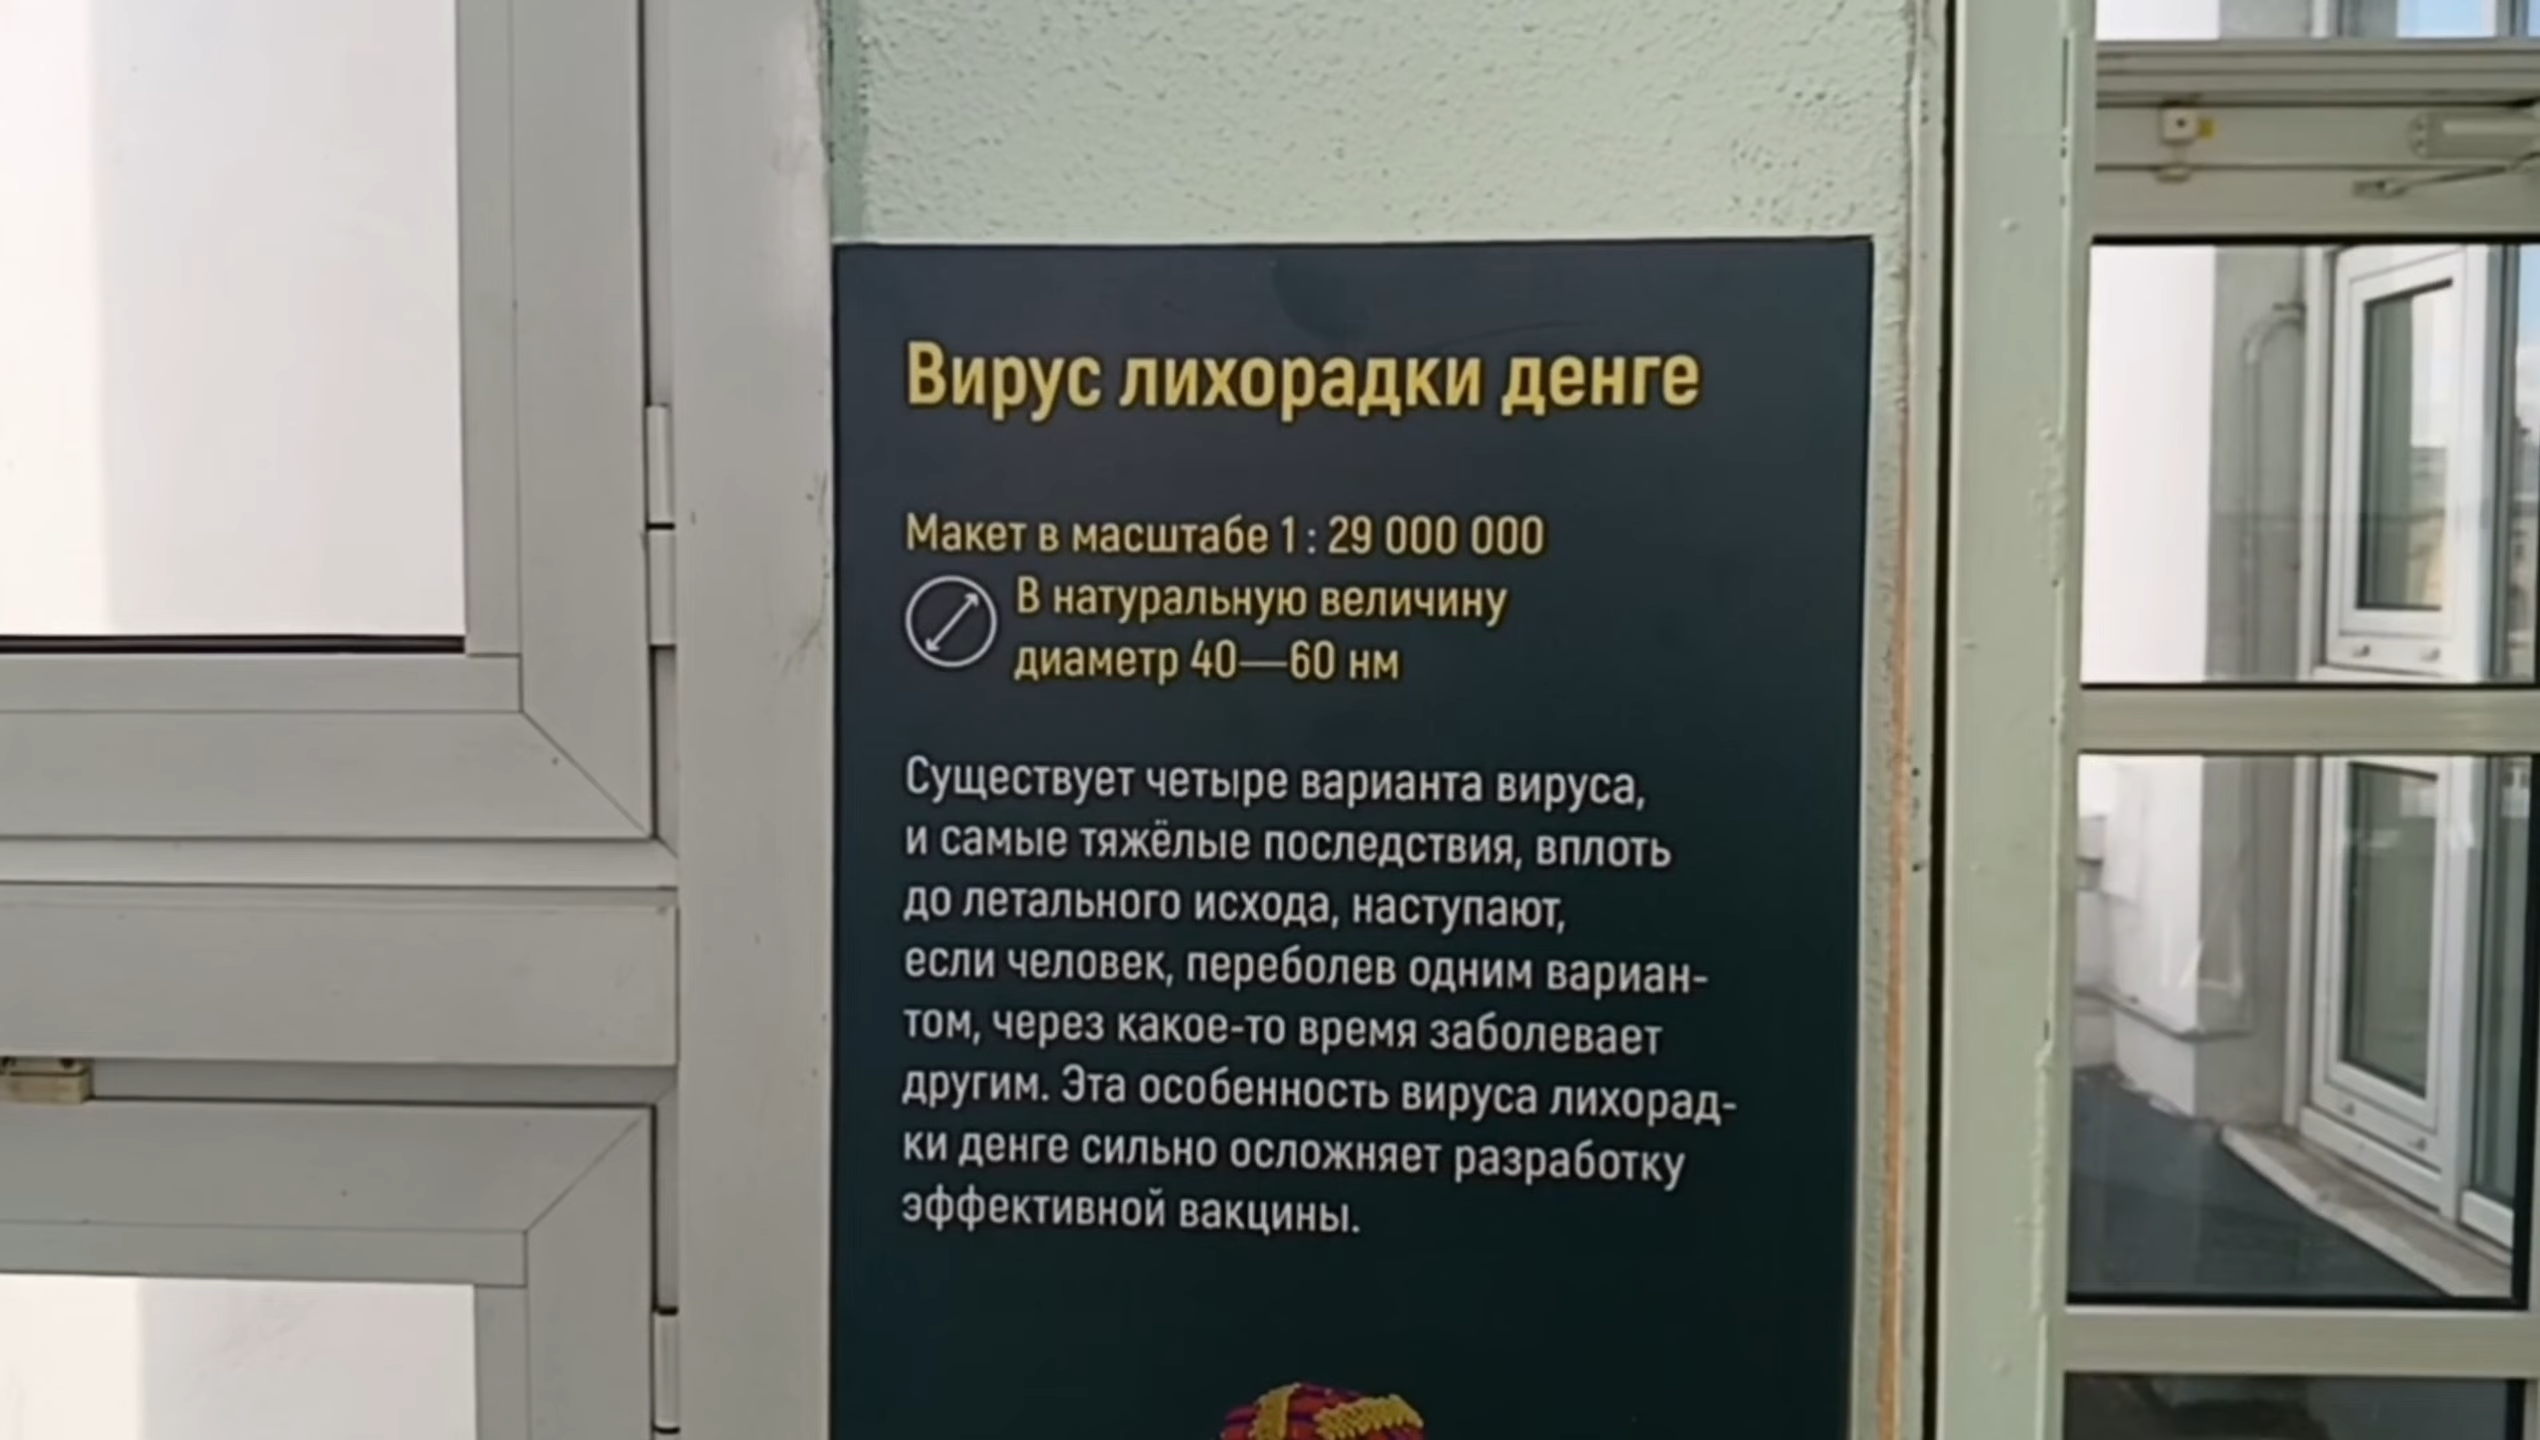 Вирус лихорадки денге
Макет в масштабе 1 : 29 000 000
В натуральную величину
диаметр 40—60 нм
Существует четыре варианта вируса,
и самые тяжёлые последствия, вплоть
до летального исхода, наступают,
если человек, переболев одним вариан-
том, через какое-то время заболевает
другим. Эта особенность вируса лихорад-
ки денге сильно осложняет разработку
эффективной вакцины.